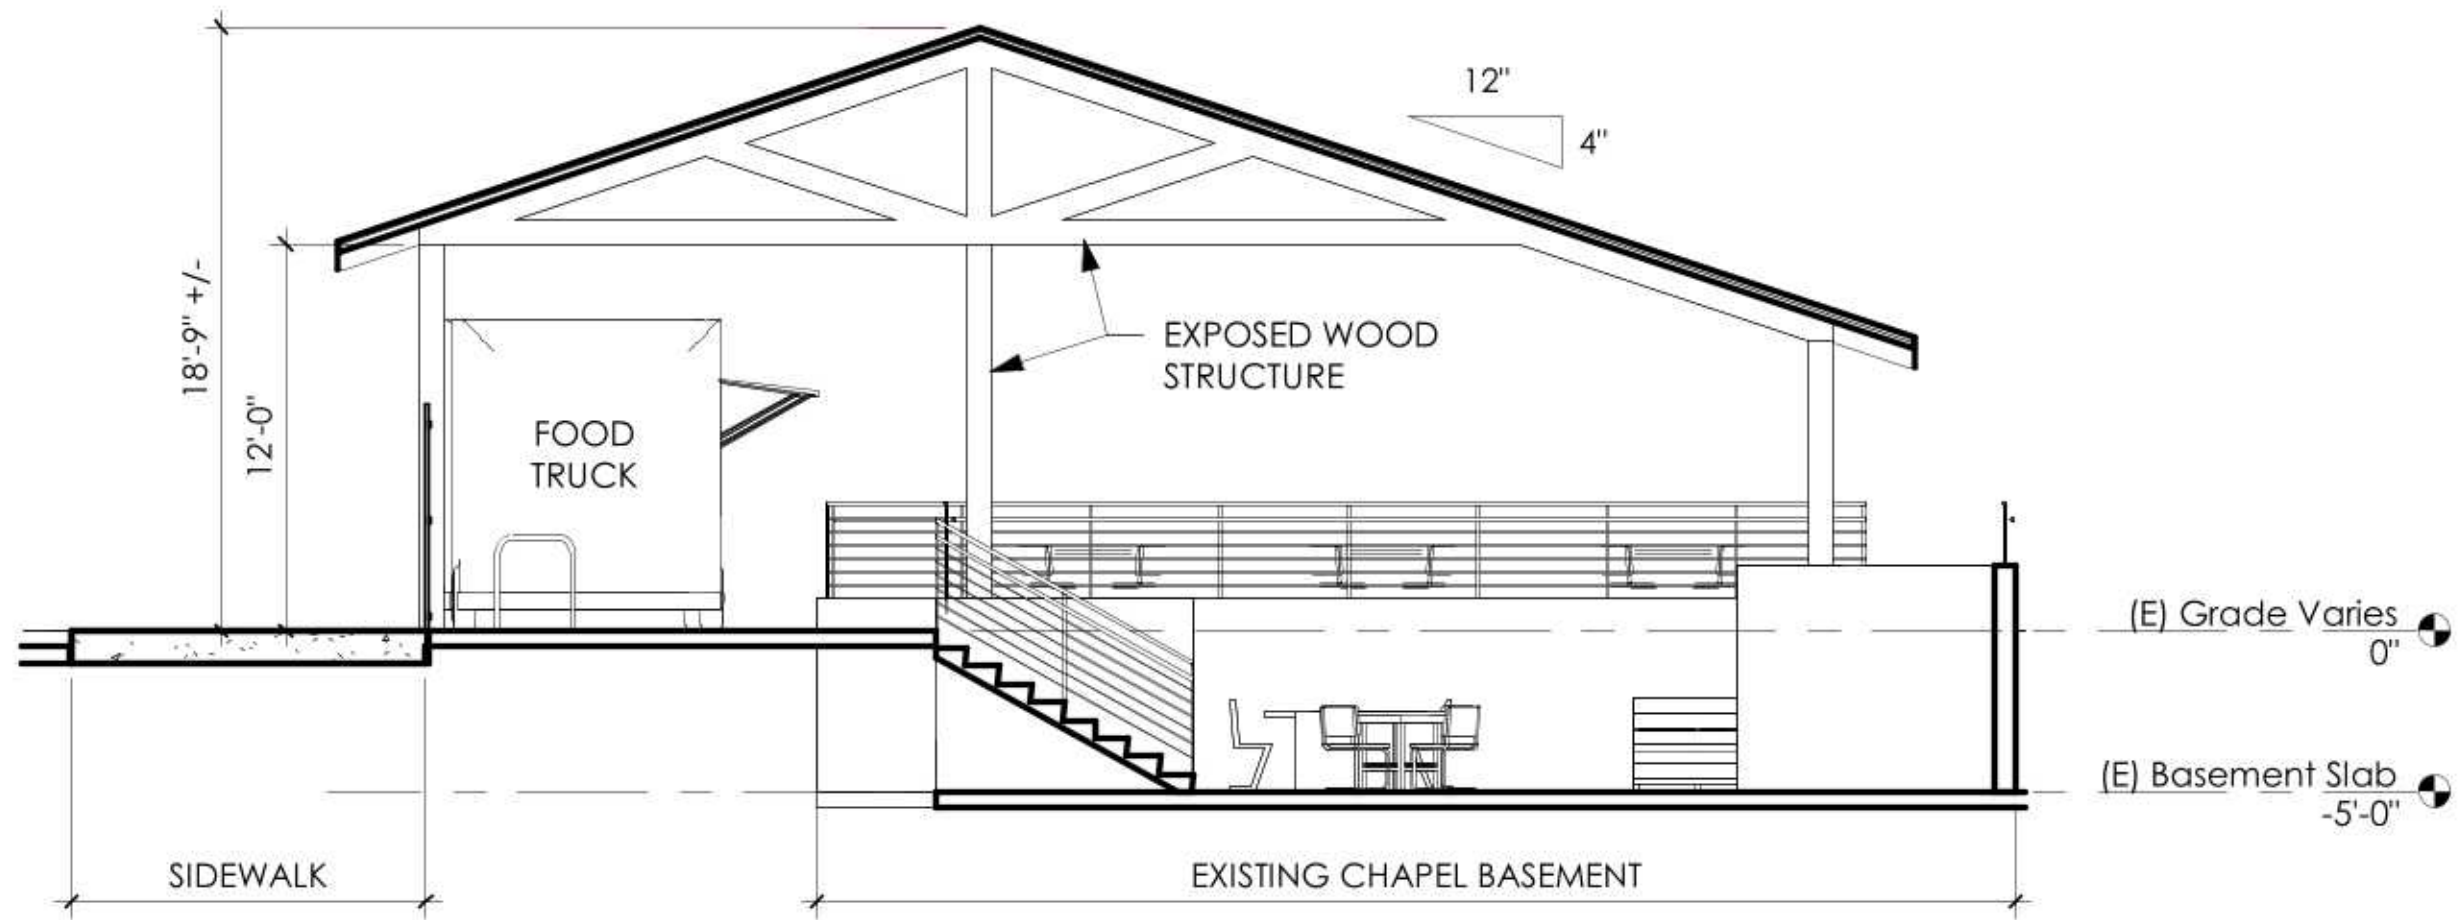 12"
4"
18'-9" +/-
12'-0"
EXPOSED WOOD
STRUCTURE
FOOD
TRUCK
(E) Grade Varies
0"
(E) Basement Slab
-5'-0"
SIDEWALK
EXISTING CHAPEL BASEMENT